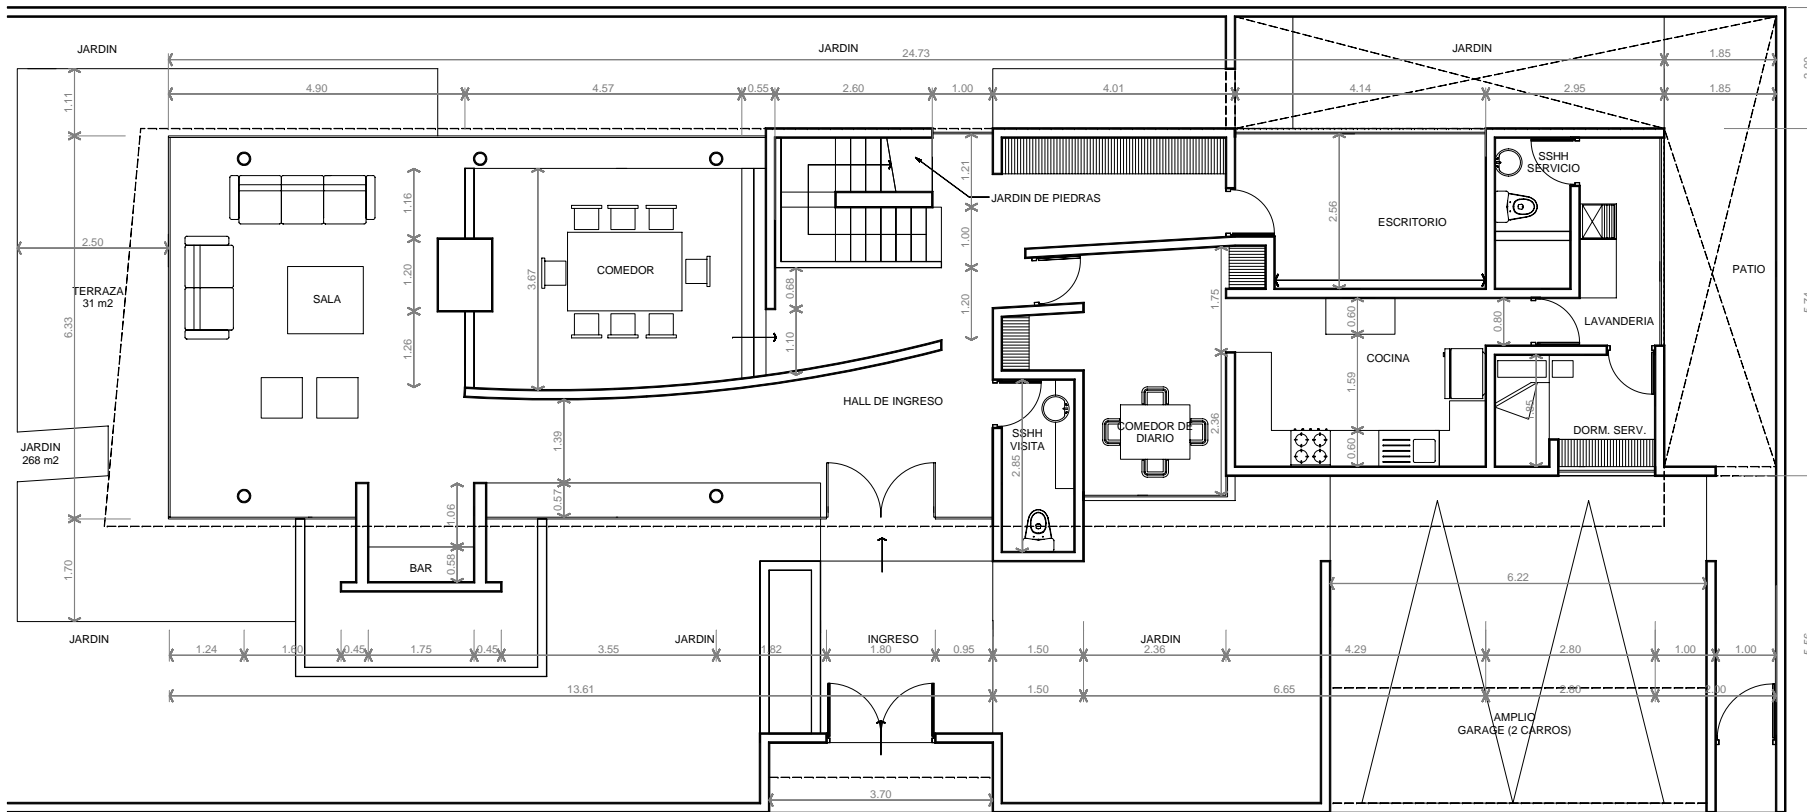 JARDIN
JARDIN
JARDIN
24.73
1.85
4.90
4.57
0.55
2.60
1.00
4.01
4.14
2.95
1.85
1.11
6.33
1.70
2.50
TERRAZA
31 m2
JARDIN
268 m2
SALA
1.16
1.20
1.26
3.67
COMEDOR
JARDIN DE PIEDRAS
1.21
1.00
1.20
0.68
1.10
HALL DE INGRESO
1.39
0.57
1.06
0.58
BAR
SSHH
VISITA
2.85
COMEDOR DE
DIARIO
1.75
2.36
ESCRITORIO
2.56
SSHH
SERVICIO
PATIO
LAVANDERIA
0.80
COCINA
0.60
1.59
0.60
DORM. SERV.
1.85
6.22
JARDIN
JARDIN
INGRESO
JARDIN
1.24
1.60
0.45
1.75
0.45
3.55
1.82
1.80
0.95
1.50
2.36
4.29
2.80
1.00
1.00
13.61
1.50
6.65
2.80
2.00
AMPLIO
GARAGE (2 CARROS)
3.70